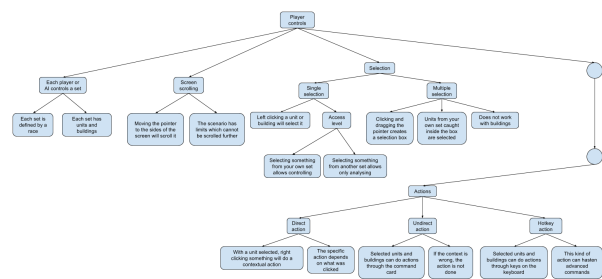 Player
controls
Each player or
AI controls a set
Screen
scrolling
Selection
Each set is
defined by a
race
Each set has
units and
buildings
Moving the pointer
to the sides of the
screen will scroll it
The scenario has
limits which cannot
be scrolled further
Single
selection
Multiple
selection
Left clicking a unit or
building will select it
Access
level
Clicking and
dragging the
pointer creates
a selection box
Units from your
own set caught
inside the box
are selected
Does not work
with buildings
Selecting something
from your own set
allows controlling
Selecting something
from another set allows
only analysing
Actions
Direct
action
Undirect
action
Hotkey
action
With a unit selected, right
clicking something will do a
contextual action
The specific
action depends
on what was
clicked
Selected units and
buildings can do actions
through the command
card
If the context is
wrong, the
action is not
done
Selected units and
buildings can do actions
through keys on the
keyboard
This kind of
action can hasten
advanced
commands